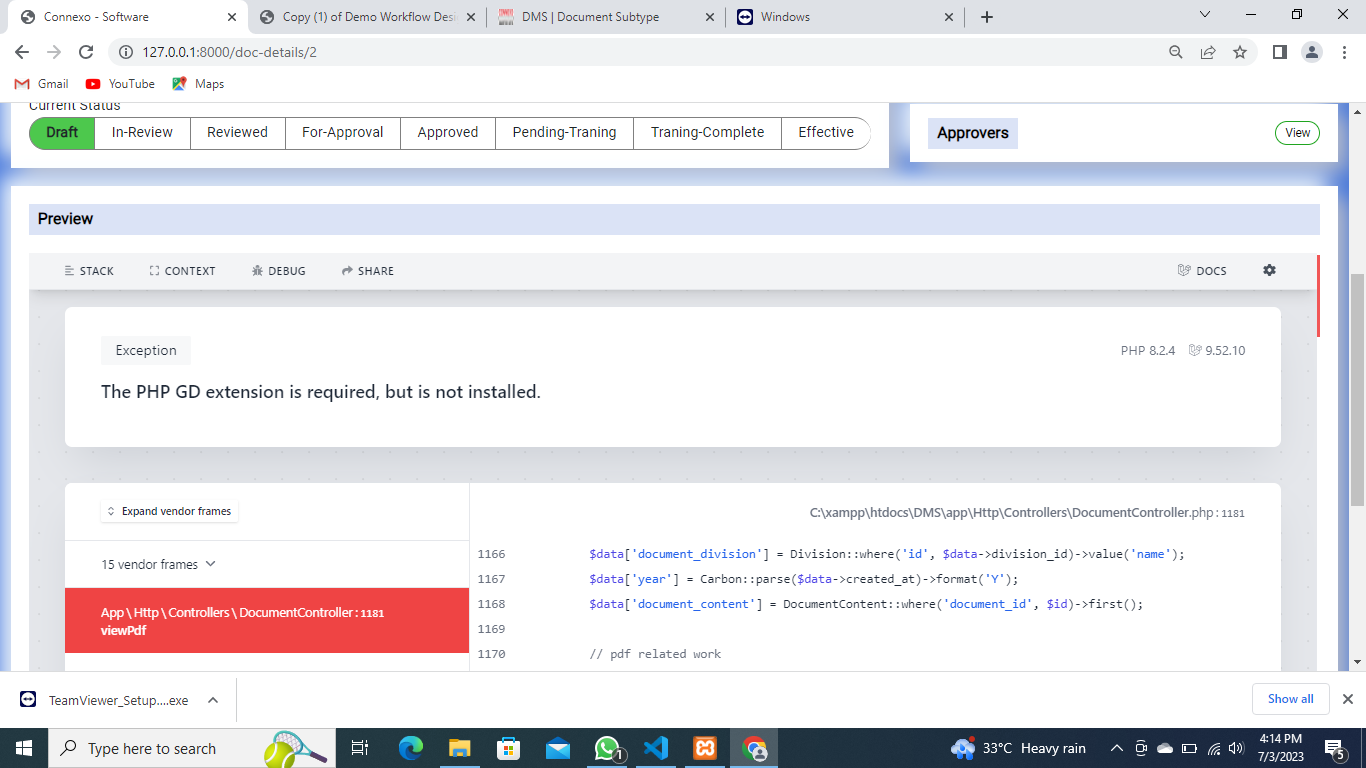 Connexo - Software
Copy (1) of Demo Workflow Desi
DMS | Document Subtype
Windows
127.0.0.1:8000/doc-details/2
Gmail
YouTube
Maps
Current Status
Draft
In-Review
Reviewed
For-Approval
Approved
Pending-Traning
Traning-Complete
Effective
Approvers
View
Preview
STACK
CONTEXT
DEBUG
SHARE
DOCS
Exception
PHP 8.2.4
9.52.10
The PHP GD extension is required, but is not installed.
Expand vendor frames
15 vendor frames
App \ Http \ Controllers \ DocumentController : 1181
viewPdf
C:\xampp\htdocs\DMS\app\Http\Controllers\DocumentController.php : 1181
1166 $data['document_division'] = Division::where('id', $data->division_id)->value('name');
1167 $data['year'] = Carbon::parse($data->created_at)->format('Y');
1168 $data['document_content'] = DocumentContent::where('document_id', $id)->first();
1169
1170 // pdf related work
TeamViewer_Setup....exe
Show all
Type here to search
1
33°C Heavy rain
4:14 PM
7/3/2023
5